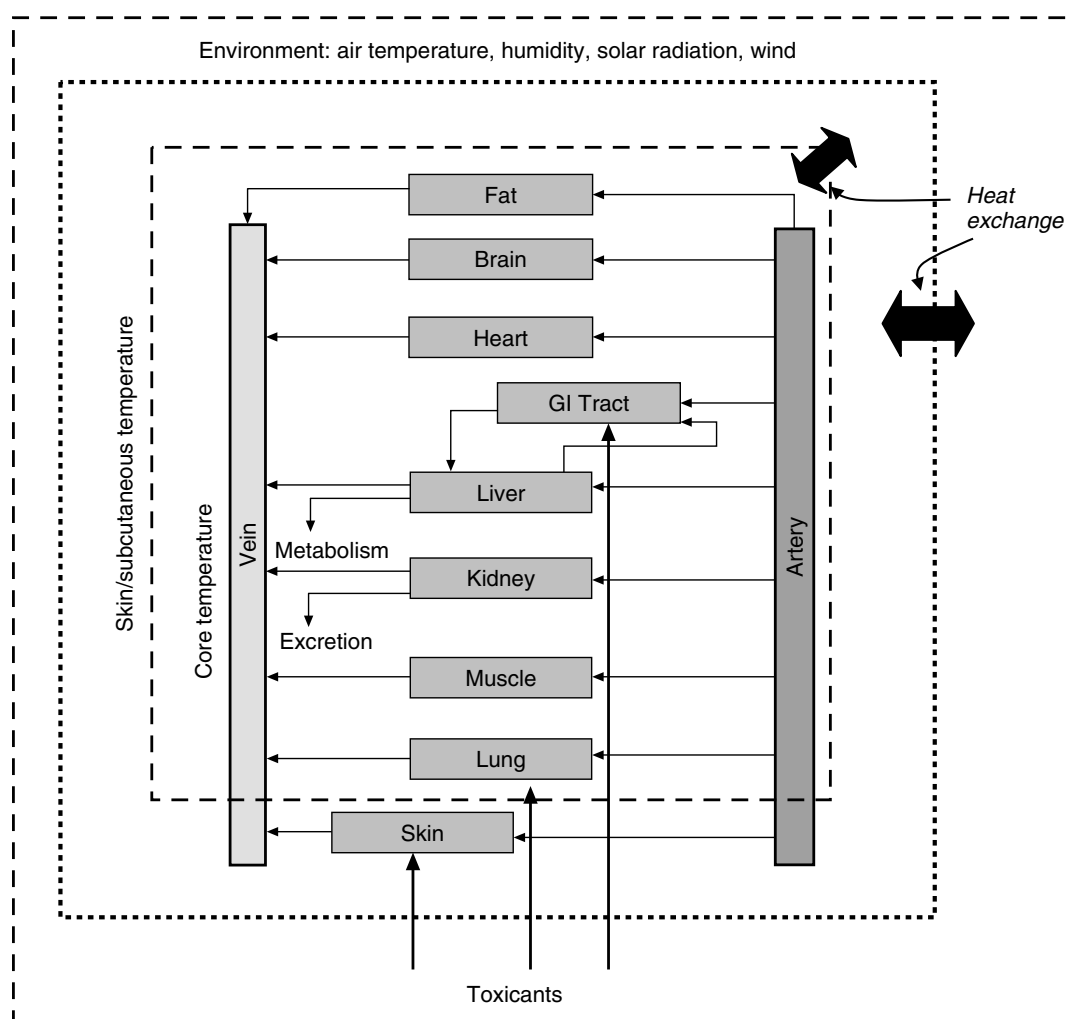 Environment: air temperature, humidity, solar radiation, wind
Heat
exchange
Fat
Brain
Heart
GI Tract
Liver
Metabolism
Kidney
Excretion
Muscle
Lung
Skin
Skin/subcutaneous temperature
Core temperature
Vein
Artery
Toxicants